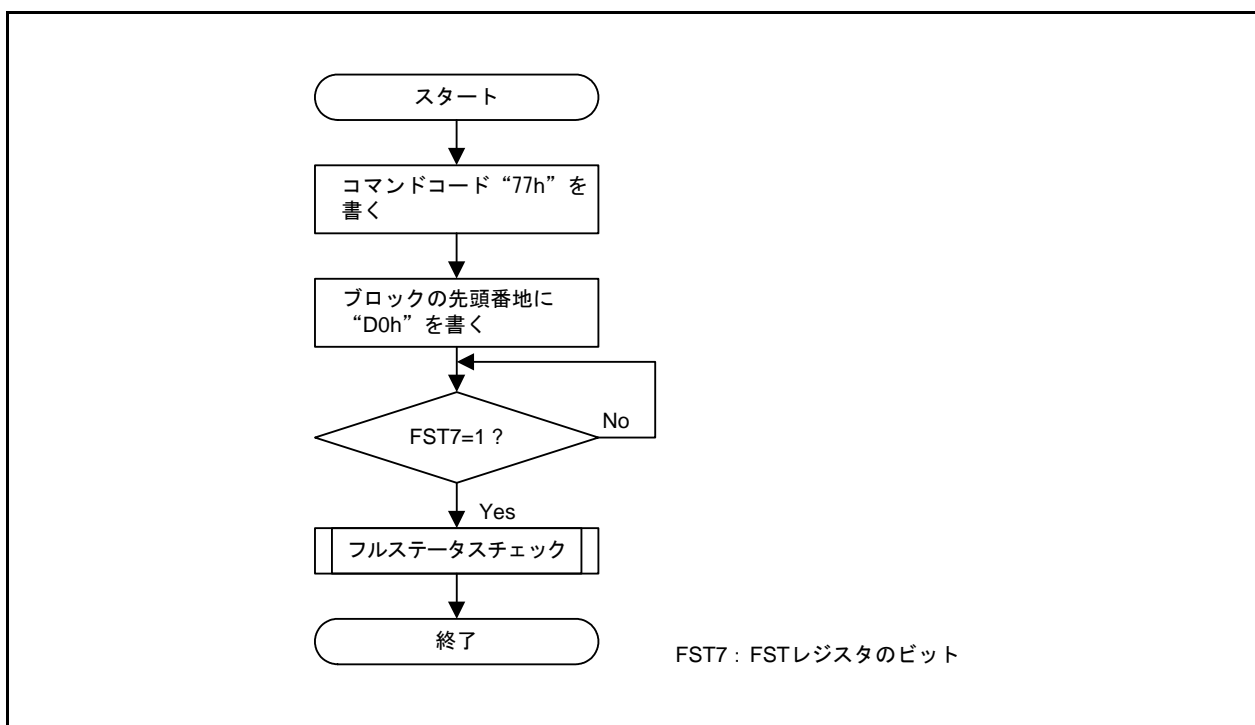 スタート
コマンドコード“77h”を
書く
ブロックの先頭番地に
“D0h”を書く
FST7=1 ?
No
Yes
フルステータスチェック
終了
FST7 : FSTレジスタのビット